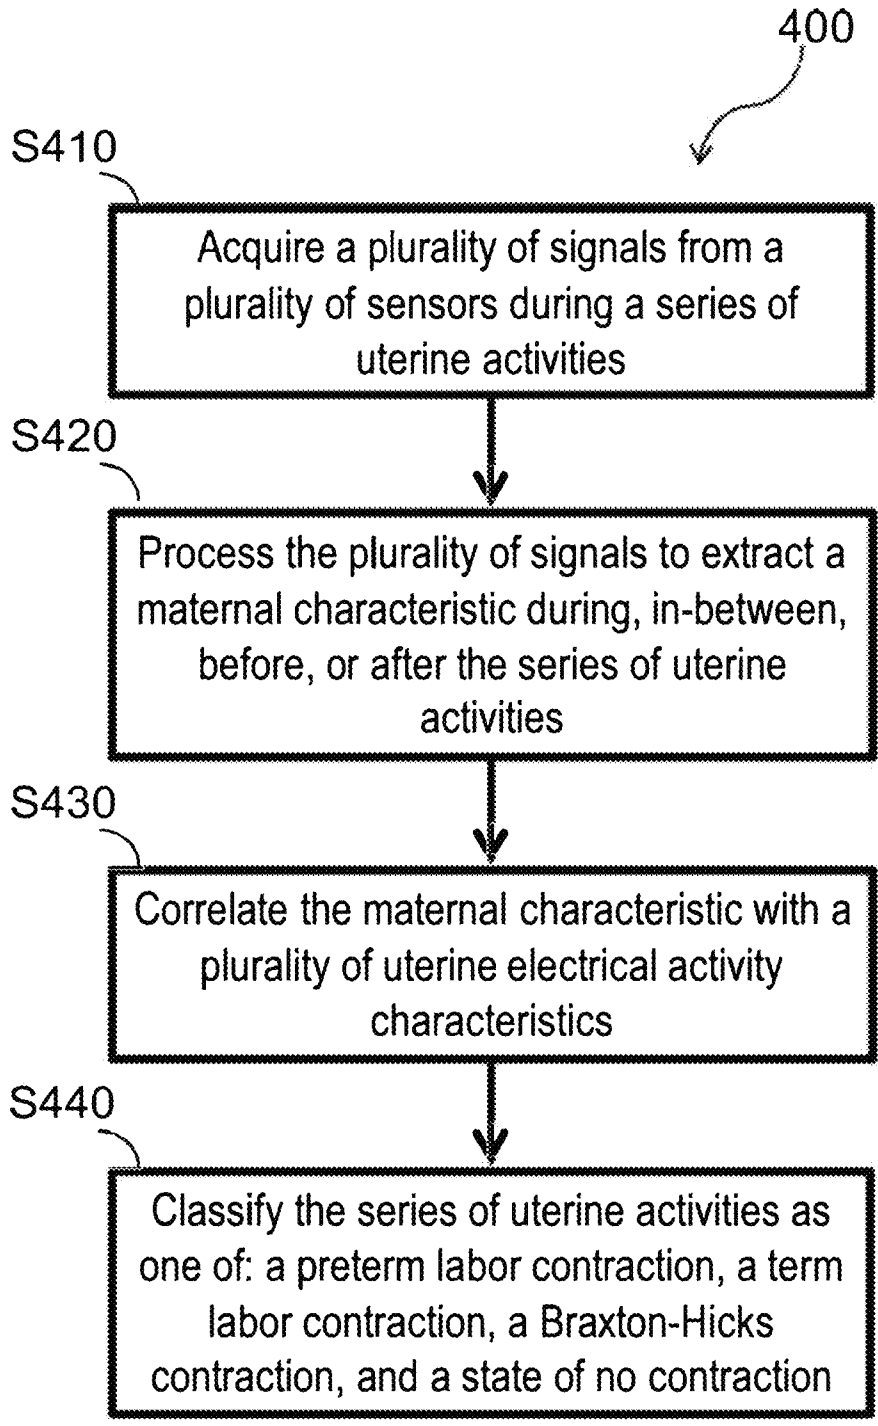 400
S410
Acquire a plurality of signals from a
plurality of sensors during a series of
uterine activities
S420
Process the plurality of signals to extract a
maternal characteristic during, in-between,
before, or after the series of uterine
activities
S430
Correlate the maternal characteristic with a
plurality of uterine electrical activity
characteristics
S440
Classify the series of uterine activities as
one of: a preterm labor contraction, a term
labor contraction, a Braxton-Hicks
contraction, and a state of no contraction